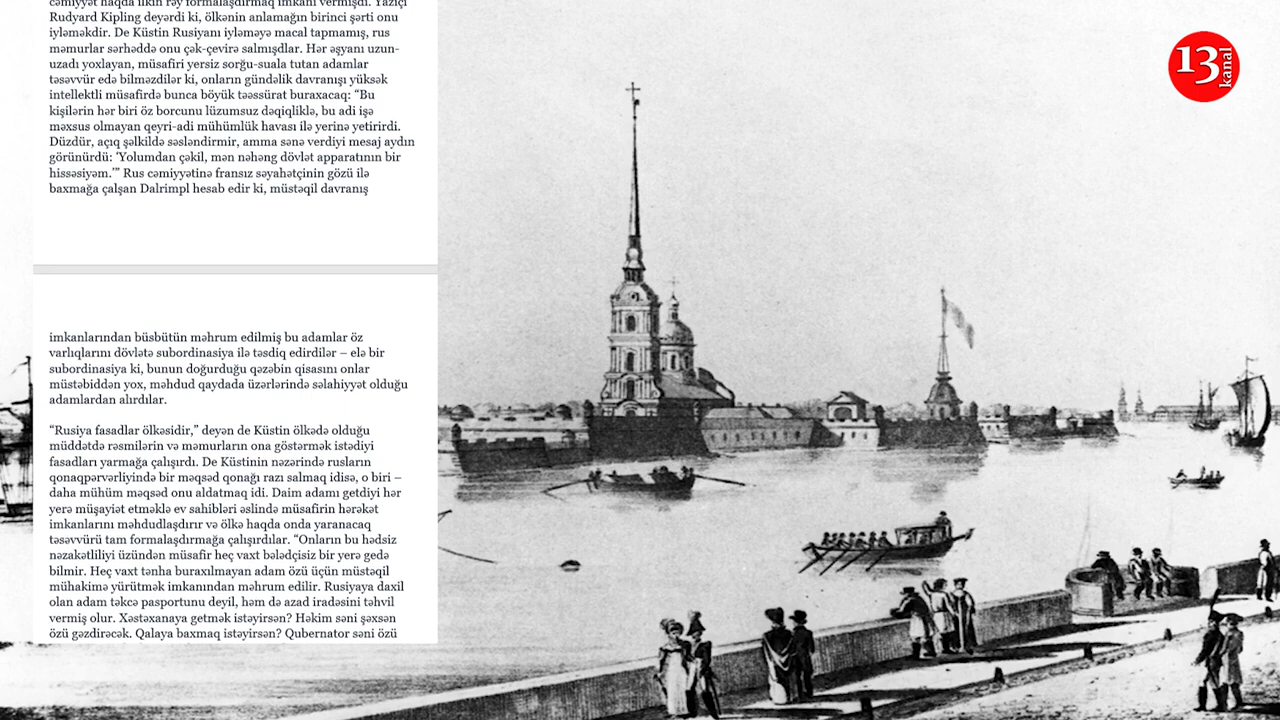 cəmiyyət haqda ilkin rəy formalaşdırmaq imkanı vermişdi. Yazıçı
Rudyard Kipling deyərdi ki, ölkənin anlamağın birinci şərti onu
iyləməkdir. De Küstin Rusiyanı iyləməyə macal tapmamış, rus
məmurlar sərhəddə onu çək-çevirə salmışdlar. Hər əşyanı uzun-
uzadı yoxlayan, müsafiri yersiz sorğu-suala tutan adamlar
təsəvvür edə bilməzdilər ki, onların gündəlik davranışı yüksək
intellektli müsafirdə bunca böyük təəssürat buraxacaq: “Bu
kişilərin hər biri öz borcunu lüzumsuz dəqiqliklə, bu adi işə
məxsus olmayan qeyri-adi mühümlük havası ilə yerinə yetirirdi.
Düzdür, açıq şəlkildə səsləndirmir, amma sənə verdiyi mesaj aydın
görünürdü: ‘Yolumdan çəkil, mən nəhəng dövlət apparatının bir
hissəsiyəm.’” Rus cəmiyyətinə fransız səyahətçinin gözü ilə
baxmağa çalşan Dalrimpl hesab edir ki, müstəqil davranış
imkanlarından büsbütün məhrum edilmiş bu adamlar öz
varlıqlarını dövlətə subordinasiya ilə təsdiq edirdilər – elə bir
subordinasiya ki, bunun doğurduğu qəzəbin qisasını onlar
müstəbiddən yox, məhdud qaydada üzərlərində səlahiyyət olduğu
adamlardan alırdılar.
“Rusiya fasadlar ölkəsidir,” deyən de Küstin ölkədə olduğu
müddətdə rəsmilərin və məmurların ona göstərmək istədiyi
fasadları yarmağa çalışırdı. De Küstinin nəzərində rusların
qonaqpərvərliyində bir məqsəd qonağı razı salmaq idisə, o biri –
daha mühüm məqsəd onu aldatmaq idi. Daim adamı getdiyi hər
yerə müşayiət etməklə ev sahibləri əslində müsafirin hərəkət
imkanlarını məhdudlaşdırır və ölkə haqda onda yaranacaq
təsəvvürü tam formalaşdırmağa çalışırdılar. “Onların bu hədsiz
nəzakətliliyi üzündən müsafir heç vaxt bələdçisiz bir yerə gedə
bilmir. Heç vaxt tənha buraxılmayan adam özü üçün müstəqil
mühakimə yürütmək imkanından məhrum edilir. Rusiyaya daxil
olan adam təkcə pasportunu deyil, həm də azad iradəsini təhvil
vermiş olur. Xəstəxanaya getmək istəyirsən? Həkim səni şəxsən
özü gəzdirəcək. Qalaya baxmaq istəyirsən? Qubernator səni özü
13
kanal